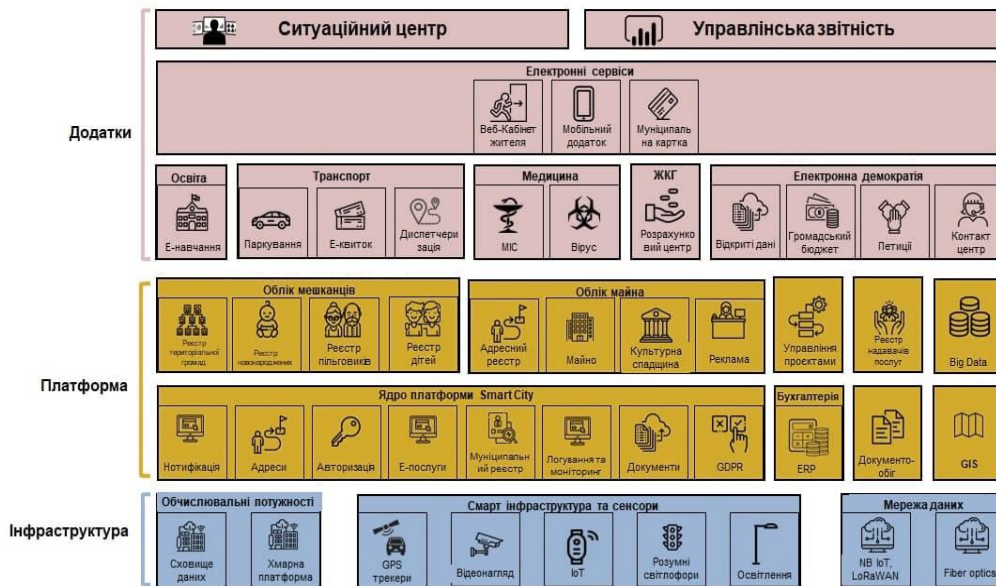 Ситуаційний центр
Управлінська звітність
Електронні сервіси
Веб-Кабінет
жителя
Мобільний
додаток
Муніципаль
на картка
Додатки
Освіта
Е-навчання
Транспорт
Паркування
Е-квиток
Диспетчери
зація
Медицина
МІС
Вірус
ЖКГ
Розрахунко
вий центр
Електронна демократія
Відкриті дані
Громадський
бюджет
Петиції
Контакт
центр
Платформа
Облік мешканців
Реєстр
територіальної
громад
Реєстр
новонароджених
Реєстр
пільговиків
Реєстр
дітей
Облік майна
Адресний
реєстр
Майно
Культурна
спадщина
Реклама
Управління
проєктами
Реєстр
надавачів
послуг
Big Data
Ядро платформи Smart City
Нотифікація
Адреси
Авторизація
Е-послуги
Муніципаль
ний реєстр
Логування та
моніторинг
Документи
GDPR
Бухгалтерія
ERP
Документо-
обіг
GIS
Інфраструктура
Обчислювальні потужності
Сховище
даних
Хмарна
платформа
Смарт інфраструктура та сенсори
GPS
трекери
Відеонагляд
IoT
Розумні
світлофори
Освітлення
Мережа даних
NB IoT,
LoRaWAN
Fiber optics